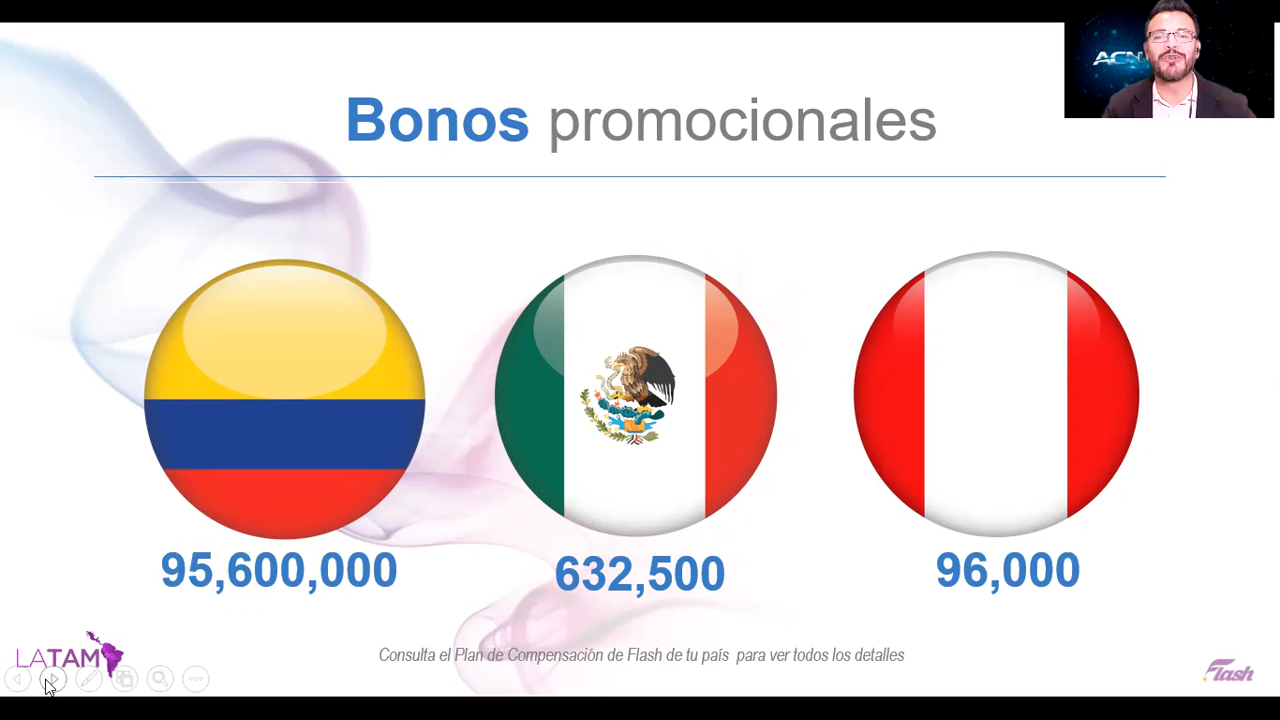 ACN
Bonos promocionales
95,600,000
632,500
96,000
LATAM
Consulta el Plan de Compensación de Flash de tu país para ver todos los detalles
Flash